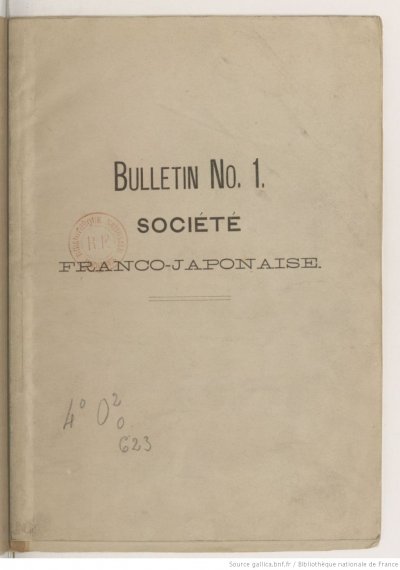 BULLETIN NO. 1.
SOCIÉTÉ
FRANCO-JAPONAISE.
4° O²
o
623
Source gallica.bnf.fr / Bibliothèque nationale de France